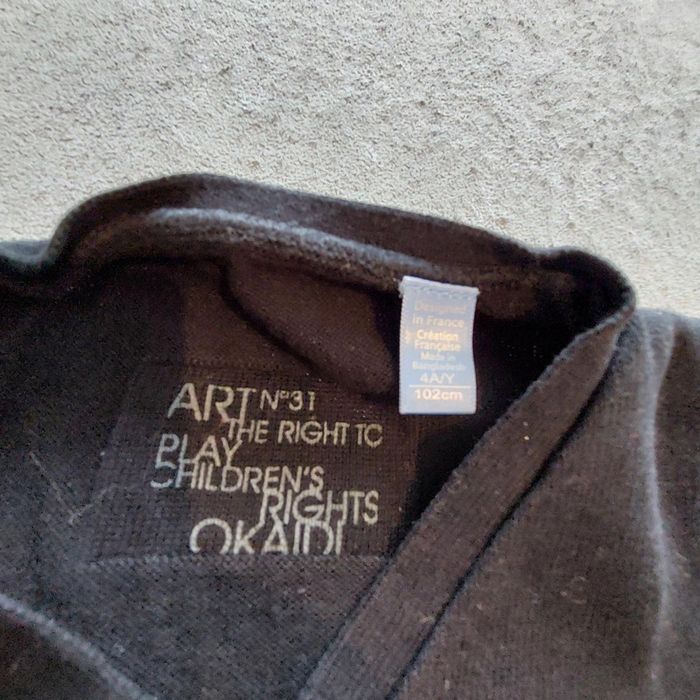 ART N°31
THE RIGHT TO
PLAY
CHILDREN'S
RIGHTS
OKAIDI
Designed
in France
Création
Française
Made in
Bangladesh
4A/Y
102cm